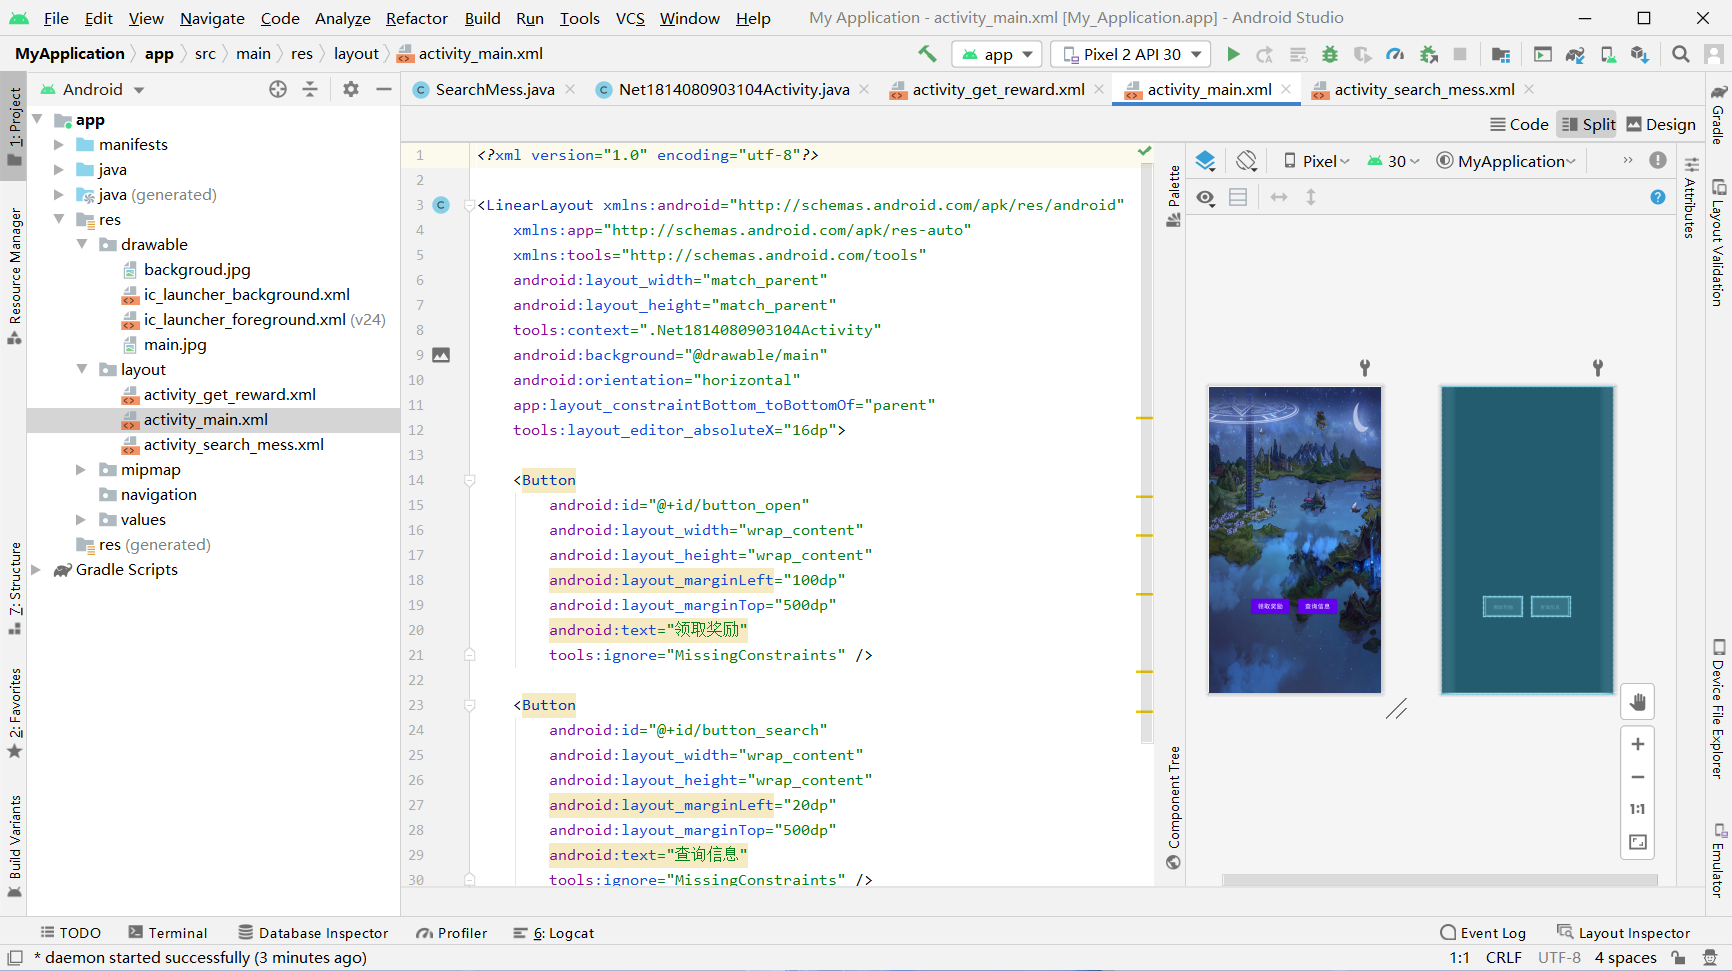 File Edit View Navigate Code Analyze Refactor Build Run Tools VCS Window Help My Application - activity_main.xml [My_Application.app] - Android Studio
MyApplication app src main res layout activity_main.xml app Pixel 2 API 30
Android SearchMess.java Net1814080903104Activity.java activity_get_reward.xml activity_main.xml activity_search_mess.xml
Code Split Design
1: Project
Resource Manager
7: Structure
2: Favorites
Build Variants
app
manifests
java
java (generated)
res
drawable
backgroud.jpg
ic_launcher_background.xml
ic_launcher_foreground.xml (v24)
main.jpg
layout
activity_get_reward.xml
activity_main.xml
activity_search_mess.xml
mipmap
navigation
values
res (generated)
Gradle Scripts
1 <?xml version="1.0" encoding="utf-8"?>
2
3 <LinearLayout xmlns:android="http://schemas.android.com/apk/res/android"
4 xmlns:app="http://schemas.android.com/apk/res-auto"
5 xmlns:tools="http://schemas.android.com/tools"
6 android:layout_width="match_parent"
7 android:layout_height="match_parent"
8 tools:context=".Net1814080903104Activity"
9 android:background="@drawable/main"
10 android:orientation="horizontal"
11 app:layout_constraintBottom_toBottomOf="parent"
12 tools:layout_editor_absoluteX="16dp">
13
14 <Button
15 android:id="@+id/button_open"
16 android:layout_width="wrap_content"
17 android:layout_height="wrap_content"
18 android:layout_marginLeft="100dp"
19 android:layout_marginTop="500dp"
20 android:text="领取奖励"
21 tools:ignore="MissingConstraints" />
22
23 <Button
24 android:id="@+id/button_search"
25 android:layout_width="wrap_content"
26 android:layout_height="wrap_content"
27 android:layout_marginLeft="20dp"
28 android:layout_marginTop="500dp"
29 android:text="查询信息"
30 tools:ignore="MissingConstraints" />
Palette
Component Tree
Pixel 30 MyApplication
领取奖励 查询信息
1:1
Attributes
Gradle
Layout Validation
Device File Explorer
Emulator
TODO Terminal Database Inspector Profiler 6: Logcat Event Log Layout Inspector
* daemon started successfully (3 minutes ago) 1:1 CRLF UTF-8 4 spaces